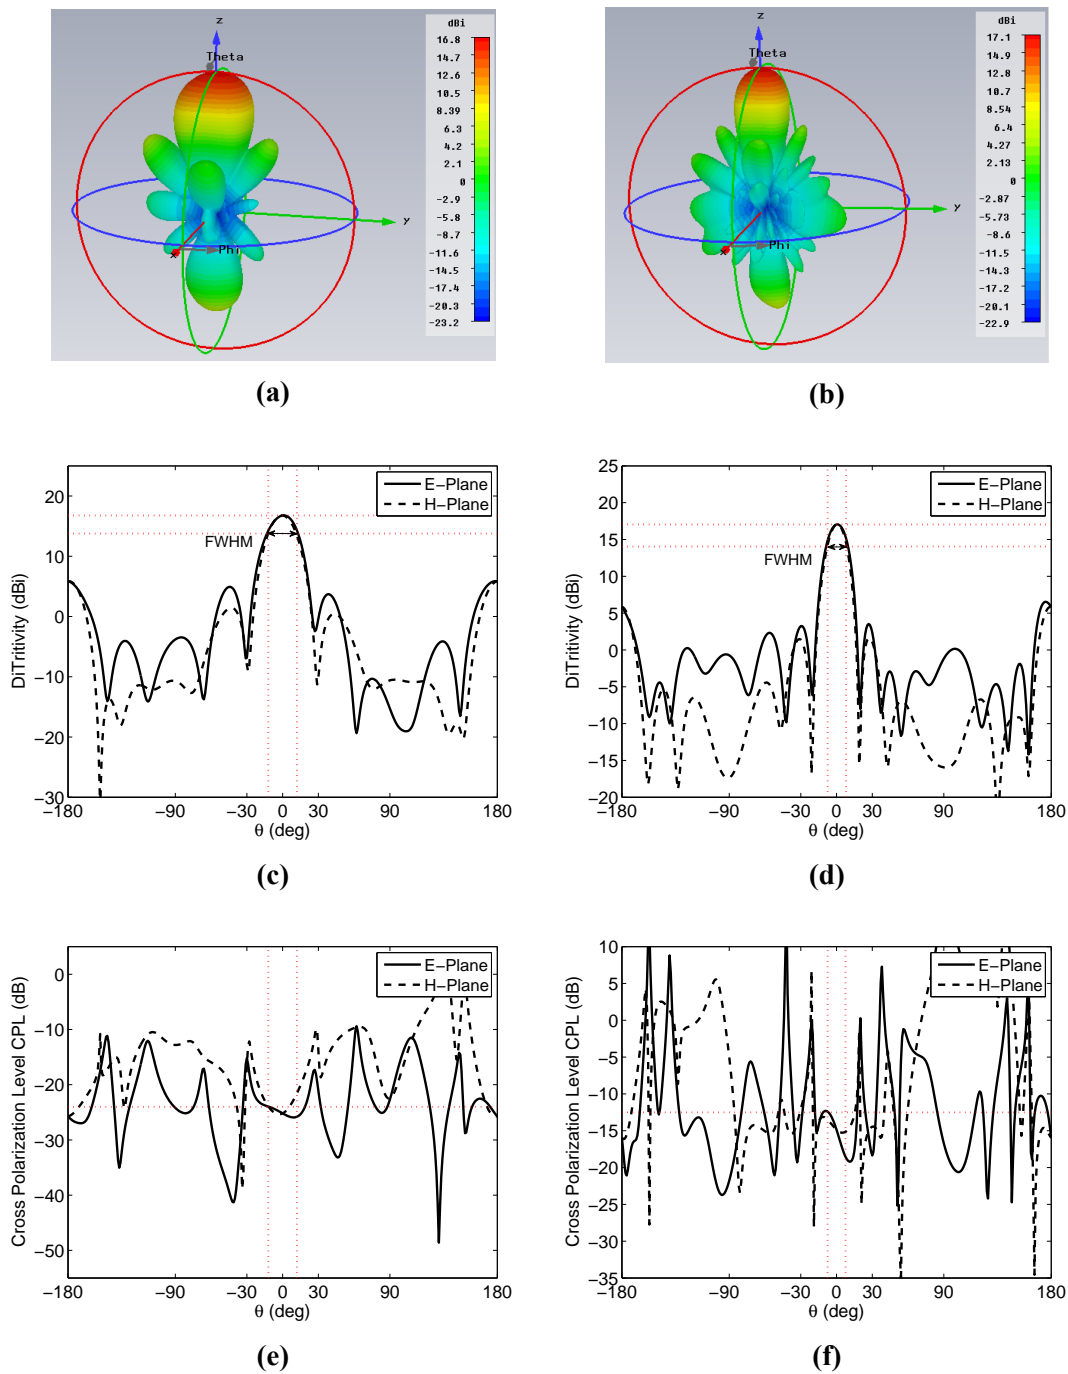 z
Theta
y
x
Phi
dBi
16.8
14.7
12.6
10.5
8.39
6.3
4.2
2.1
0
-2.9
-5.8
-8.7
-11.6
-14.5
-17.4
-20.3
-23.2
z
Theta
y
x
Phi
dBi
17.1
12.8
10.7
8.54
6.4
4.27
2.13
0
-2.87
-5.73
-8.6
-11.5
-14.3
-17.2
-20.1
-22.9
(a)
(b)
20
10
0
−10
−20
−30
−180 −90 0 30 90 180
DiTritivity (dBi)
θ (deg)
E−Plane
H−Plane
FWHM
(c)
25
20
15
10
5
0
−5
−10
−15
−20
−180 −90 0 30 90 180
DiTritivity (dBi)
θ (deg)
E−Plane
H−Plane
FWHM
(d)
0
−10
−20
−30
−40
−50
−180 −90 0 30 90 180
Cross Polarization Level CPL (dB)
θ (deg)
E−Plane
H−Plane
(e)
10
5
0
−5
−10
−15
−20
−25
−30
−35
−180 −90 0 30 90 180
Cross Polarization Level CPL (dB)
θ (deg)
E−Plane
H−Plane
(f)